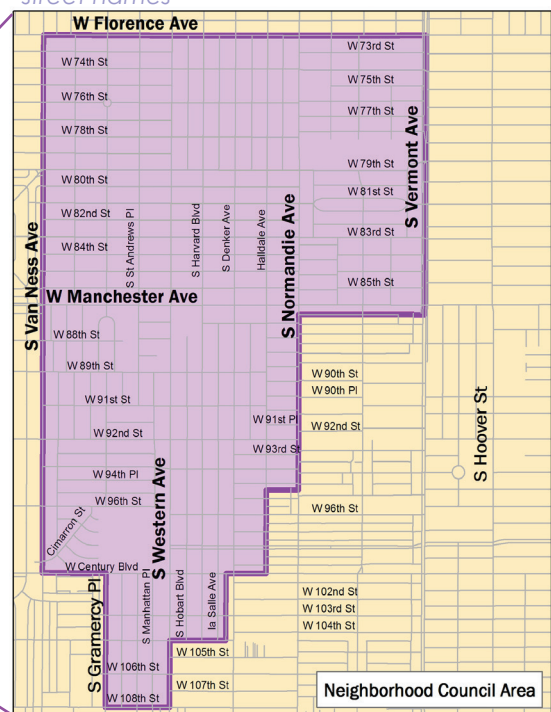 street names
W Florence Ave
W 73rd St
W 74th St
W 75th St
W 76th St
W 77th St
W 78th St
W 79th St
W 80th St
W 81st St
W 82nd St
W 83rd St
W 84th St
W 85th St
S St Andrews Pl
S Harvard Blvd
S Denker Ave
Halldale Ave
S Normandie Ave
S Vermont Ave
S Van Ness Ave
W Manchester Ave
W 88th St
W 89th St
W 90th St
W 90th Pl
W 91st St
W 91st Pl
W 92nd St
W 92nd St
W 93rd St
W 94th Pl
W 96th St
W 96th St
S Hoover St
S Western Ave
Cimarron St
W Century Blvd
S Gramercy Pl
S Manhattan Pl
S Hobart Blvd
la Salle Ave
W 102nd St
W 103rd St
W 104th St
W 105th St
W 106th St
W 107th St
W 108th St
Neighborhood Council Area